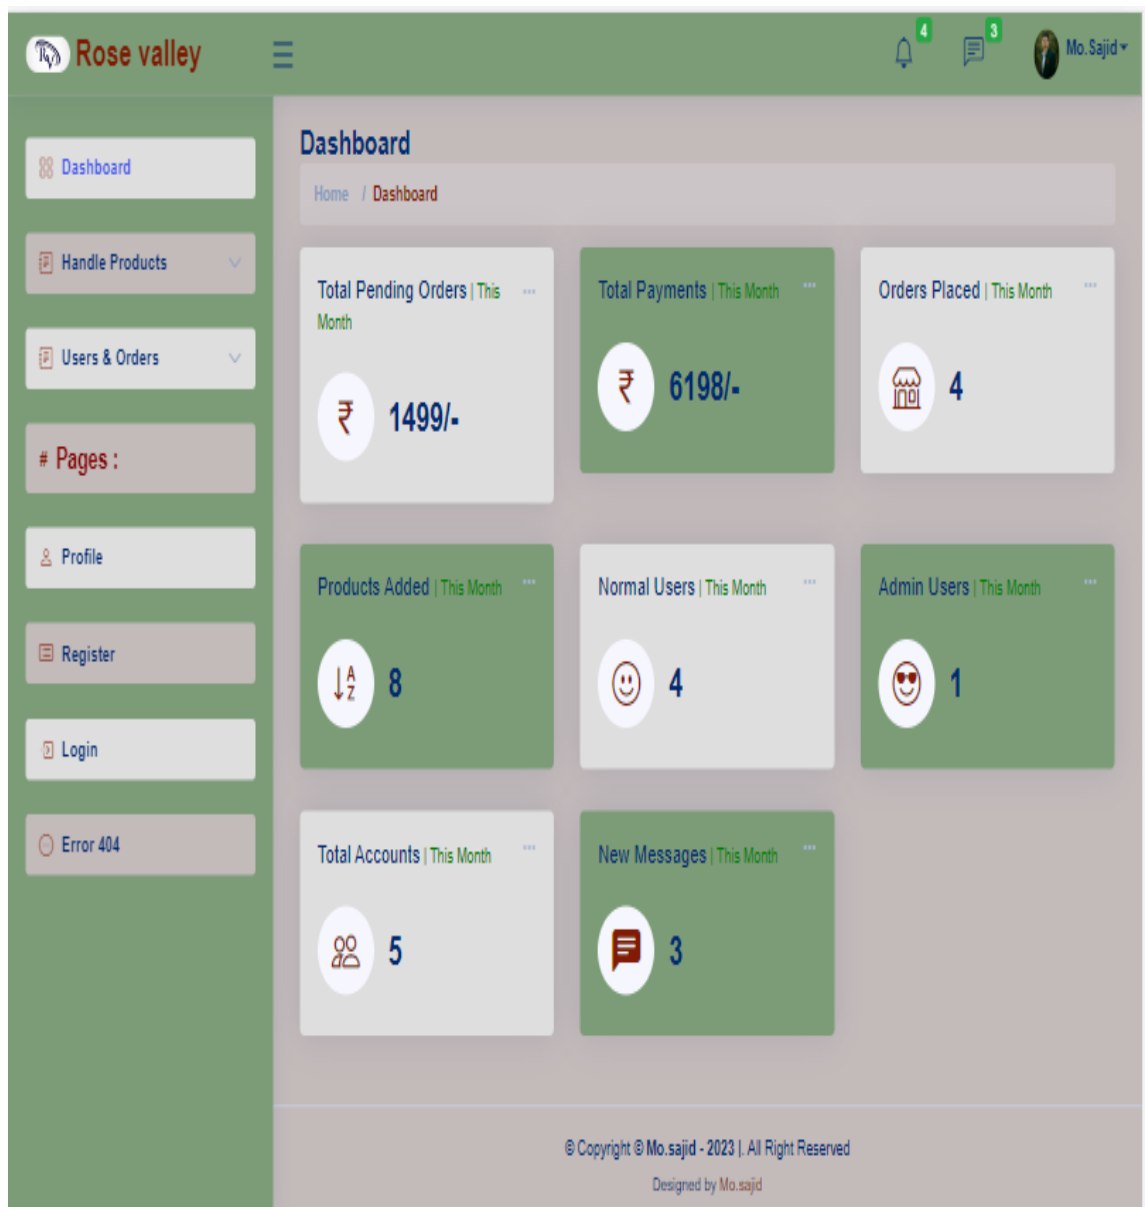 Rose valley
4
3
Mo.Sajid
Dashboard
Handle Products
Users & Orders
# Pages :
Profile
Register
Login
Error 404
Dashboard
Home / Dashboard
Total Pending Orders | This
Month
₹ 1499/-
Total Payments | This Month
₹ 6198/-
Orders Placed | This Month
4
Products Added | This Month
A
Z
8
Normal Users | This Month
4
Admin Users | This Month
1
Total Accounts | This Month
5
New Messages | This Month
3
© Copyright © Mo.sajid - 2023 |. All Right Reserved
Designed by Mo.sajid